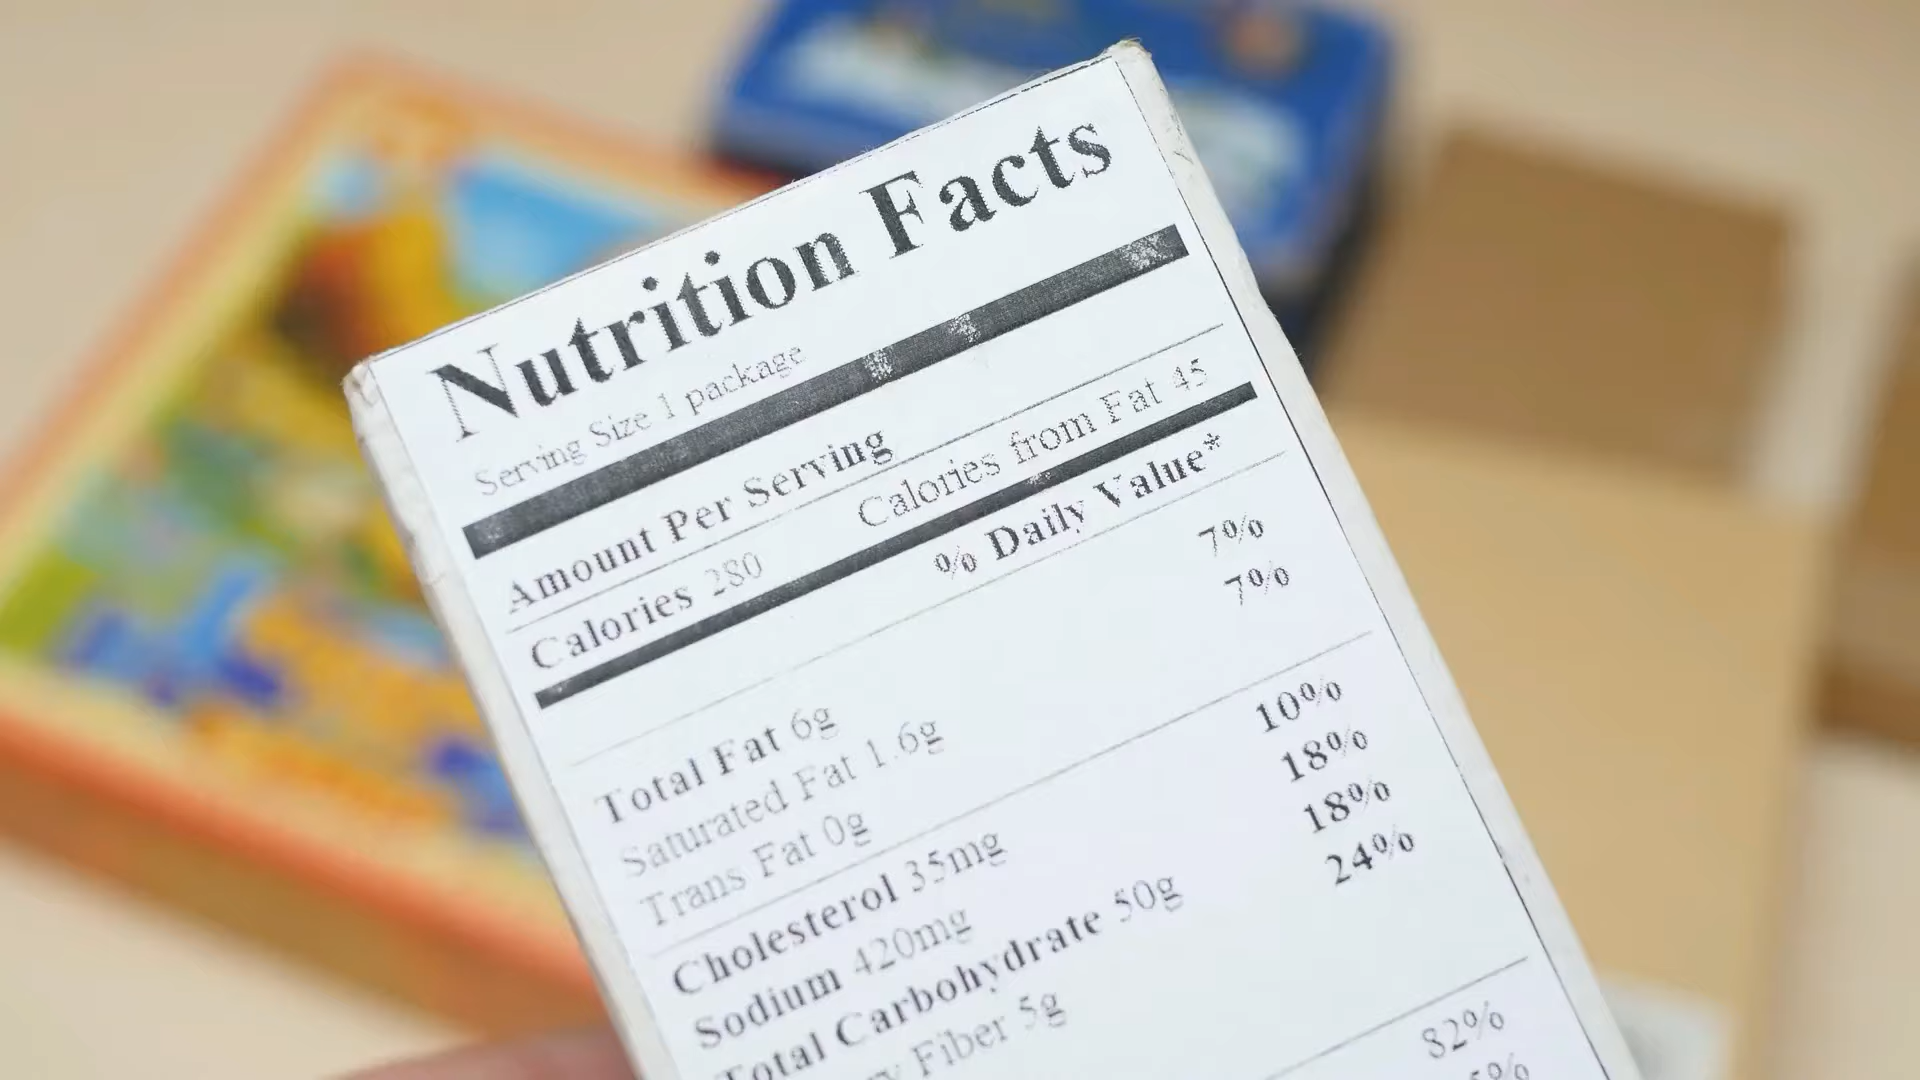 Nutrition Facts
Serving Size 1 package
Amount Per Serving
Calories 280 Calories from Fat 45
% Daily Value*
Total Fat 6g 7%
Saturated Fat 1.6g 7%
Trans Fat 0g
Cholesterol 35mg 10%
Sodium 420mg 18%
Total Carbohydrate 50g 18%
Fiber 5g 24%
82%